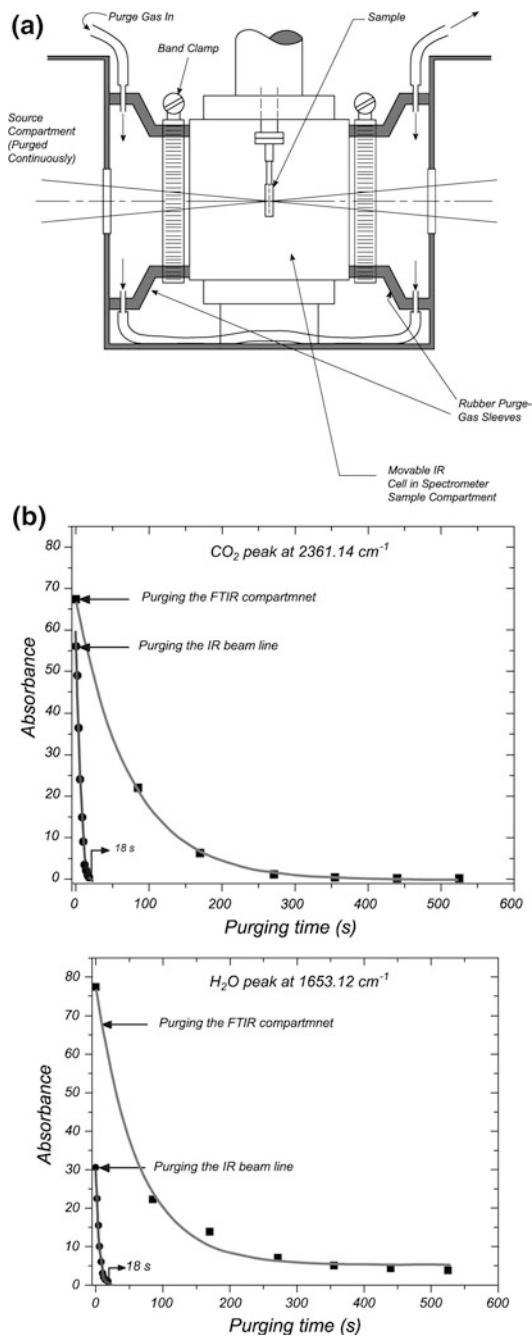 (a)
Purge Gas In
Sample
Band Clamp
Source
Compartment
(Purged
Continuously)
Rubber Purge-
Gas Sleeves
Movable IR
Cell in Spectrometer
Sample Compartment
(b)
CO₂ peak at 2361.14 cm⁻¹
Purging the FTIR compartmnet
Purging the IR beam line
18 s
Absorbance
80
70
60
50
40
30
20
10
0
0 100 200 300 400 500 600
Purging time (s)
H₂O peak at 1653.12 cm⁻¹
Purging the FTIR compartmnet
Purging the IR beam line
18 s
Absorbance
80
70
60
50
40
30
20
10
0
0 100 200 300 400 500 600
Purging time (s)